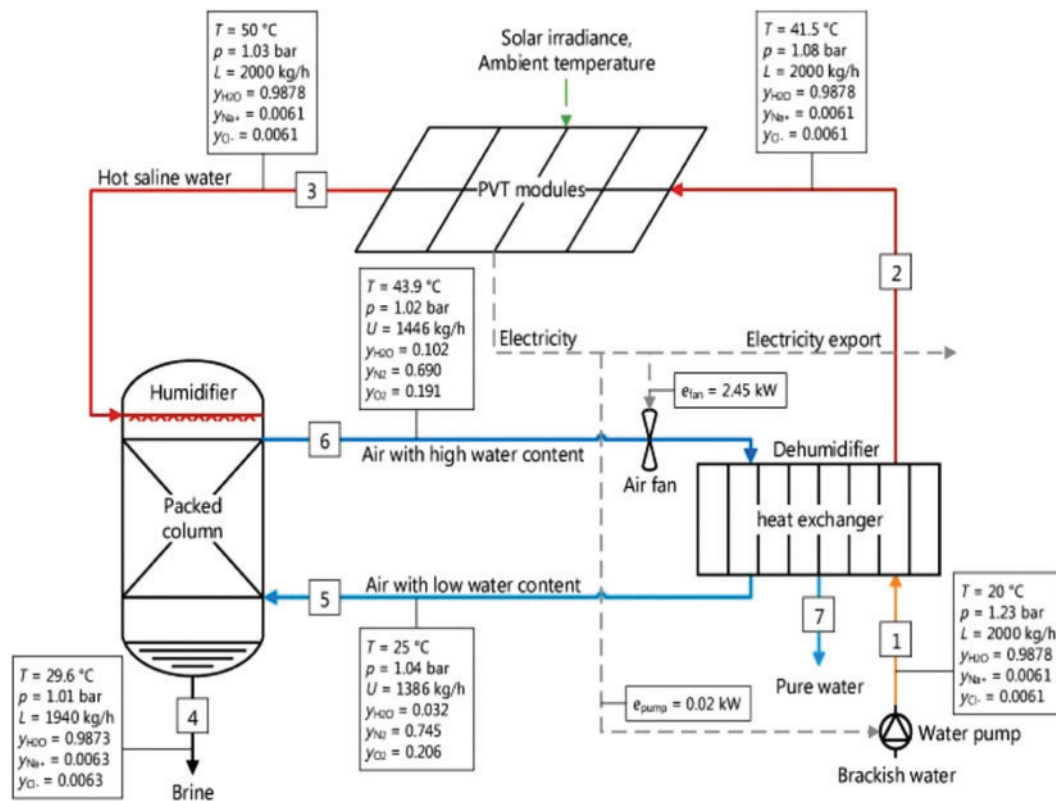 T = 50 °C
p = 1.03 bar
L = 2000 kg/h
yH2O = 0.9878
yNa+ = 0.0061
yCl- = 0.0061
Solar irradiance,
Ambient temperature
T = 41.5 °C
p = 1.08 bar
L = 2000 kg/h
yH2O = 0.9878
yNa+ = 0.0061
yCl- = 0.0061
Hot saline water
3
PVT modules
2
T = 43.9 °C
p = 1.02 bar
U = 1446 kg/h
yH2O = 0.102
yN2 = 0.690
yO2 = 0.191
Electricity
Electricity export
efan = 2.45 kW
Humidifier
6
Air with high water content
Air fan
Dehumidifier
Packed
column
heat exchanger
5
Air with low water content
T = 25 °C
p = 1.04 bar
U = 1386 kg/h
yH2O = 0.032
yN2 = 0.745
yO2 = 0.206
7
Pure water
1
T = 20 °C
p = 1.23 bar
L = 2000 kg/h
yH2O = 0.9878
yNa+ = 0.0061
yCl- = 0.0061
T = 29.6 °C
p = 1.01 bar
L = 1940 kg/h
yH2O = 0.9873
yNa+ = 0.0063
yCl- = 0.0063
4
Brine
epump = 0.02 kW
Water pump
Brackish water